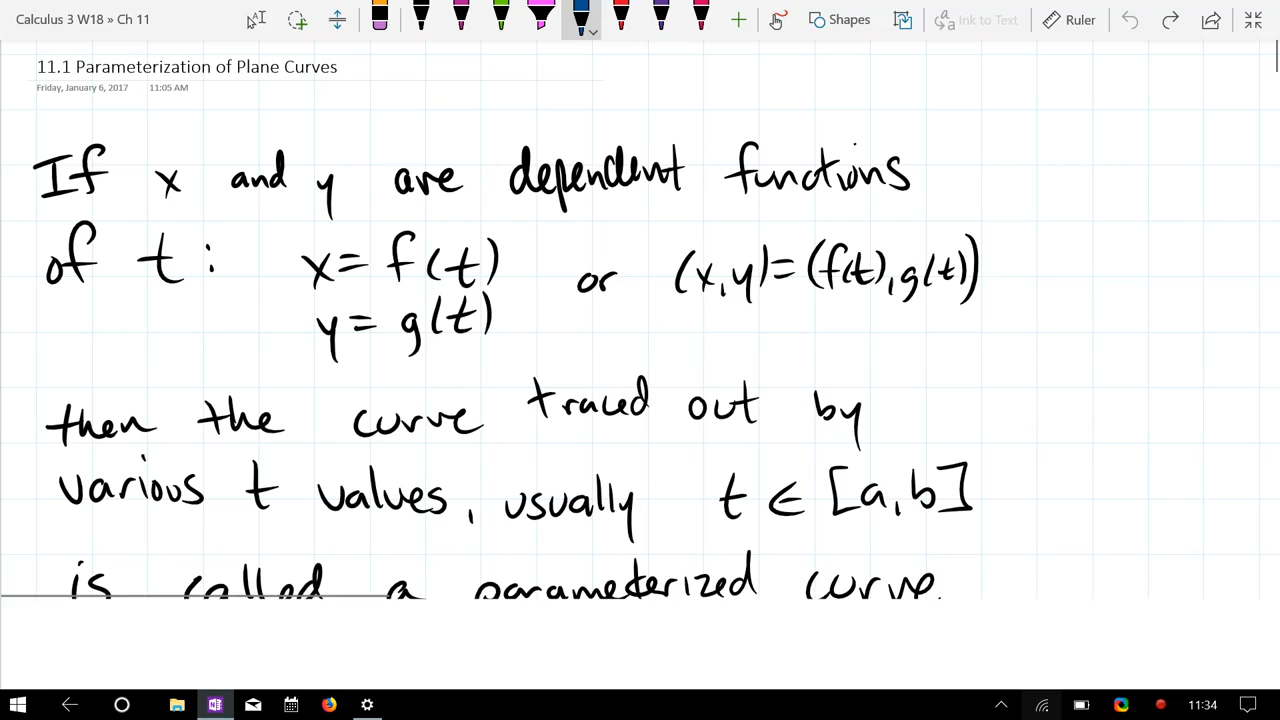 Calculus 3 W18 » Ch 11
Ink to Text
Shapes
Ruler
11.1 Parameterization of Plane Curves
Friday, January 6, 2017 11:05 AM
If x and y are dependent functions
of t: x = f(t) or (x,y)=(f(t),g(t))
y = g(t)
then the curve traced out by
various t values, usually t ∈ [a,b]
is called a parameterized curve.
11:34